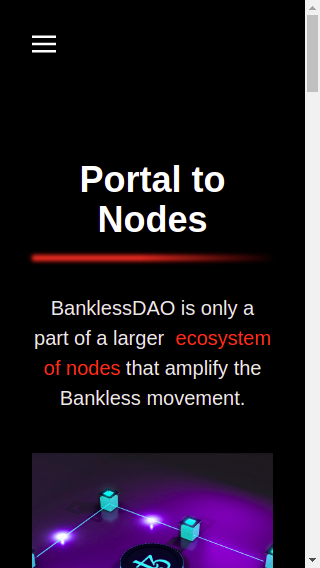 Portal to
Nodes
BanklessDAO is only a
part of a larger ecosystem
of nodes that amplify the
Bankless movement.